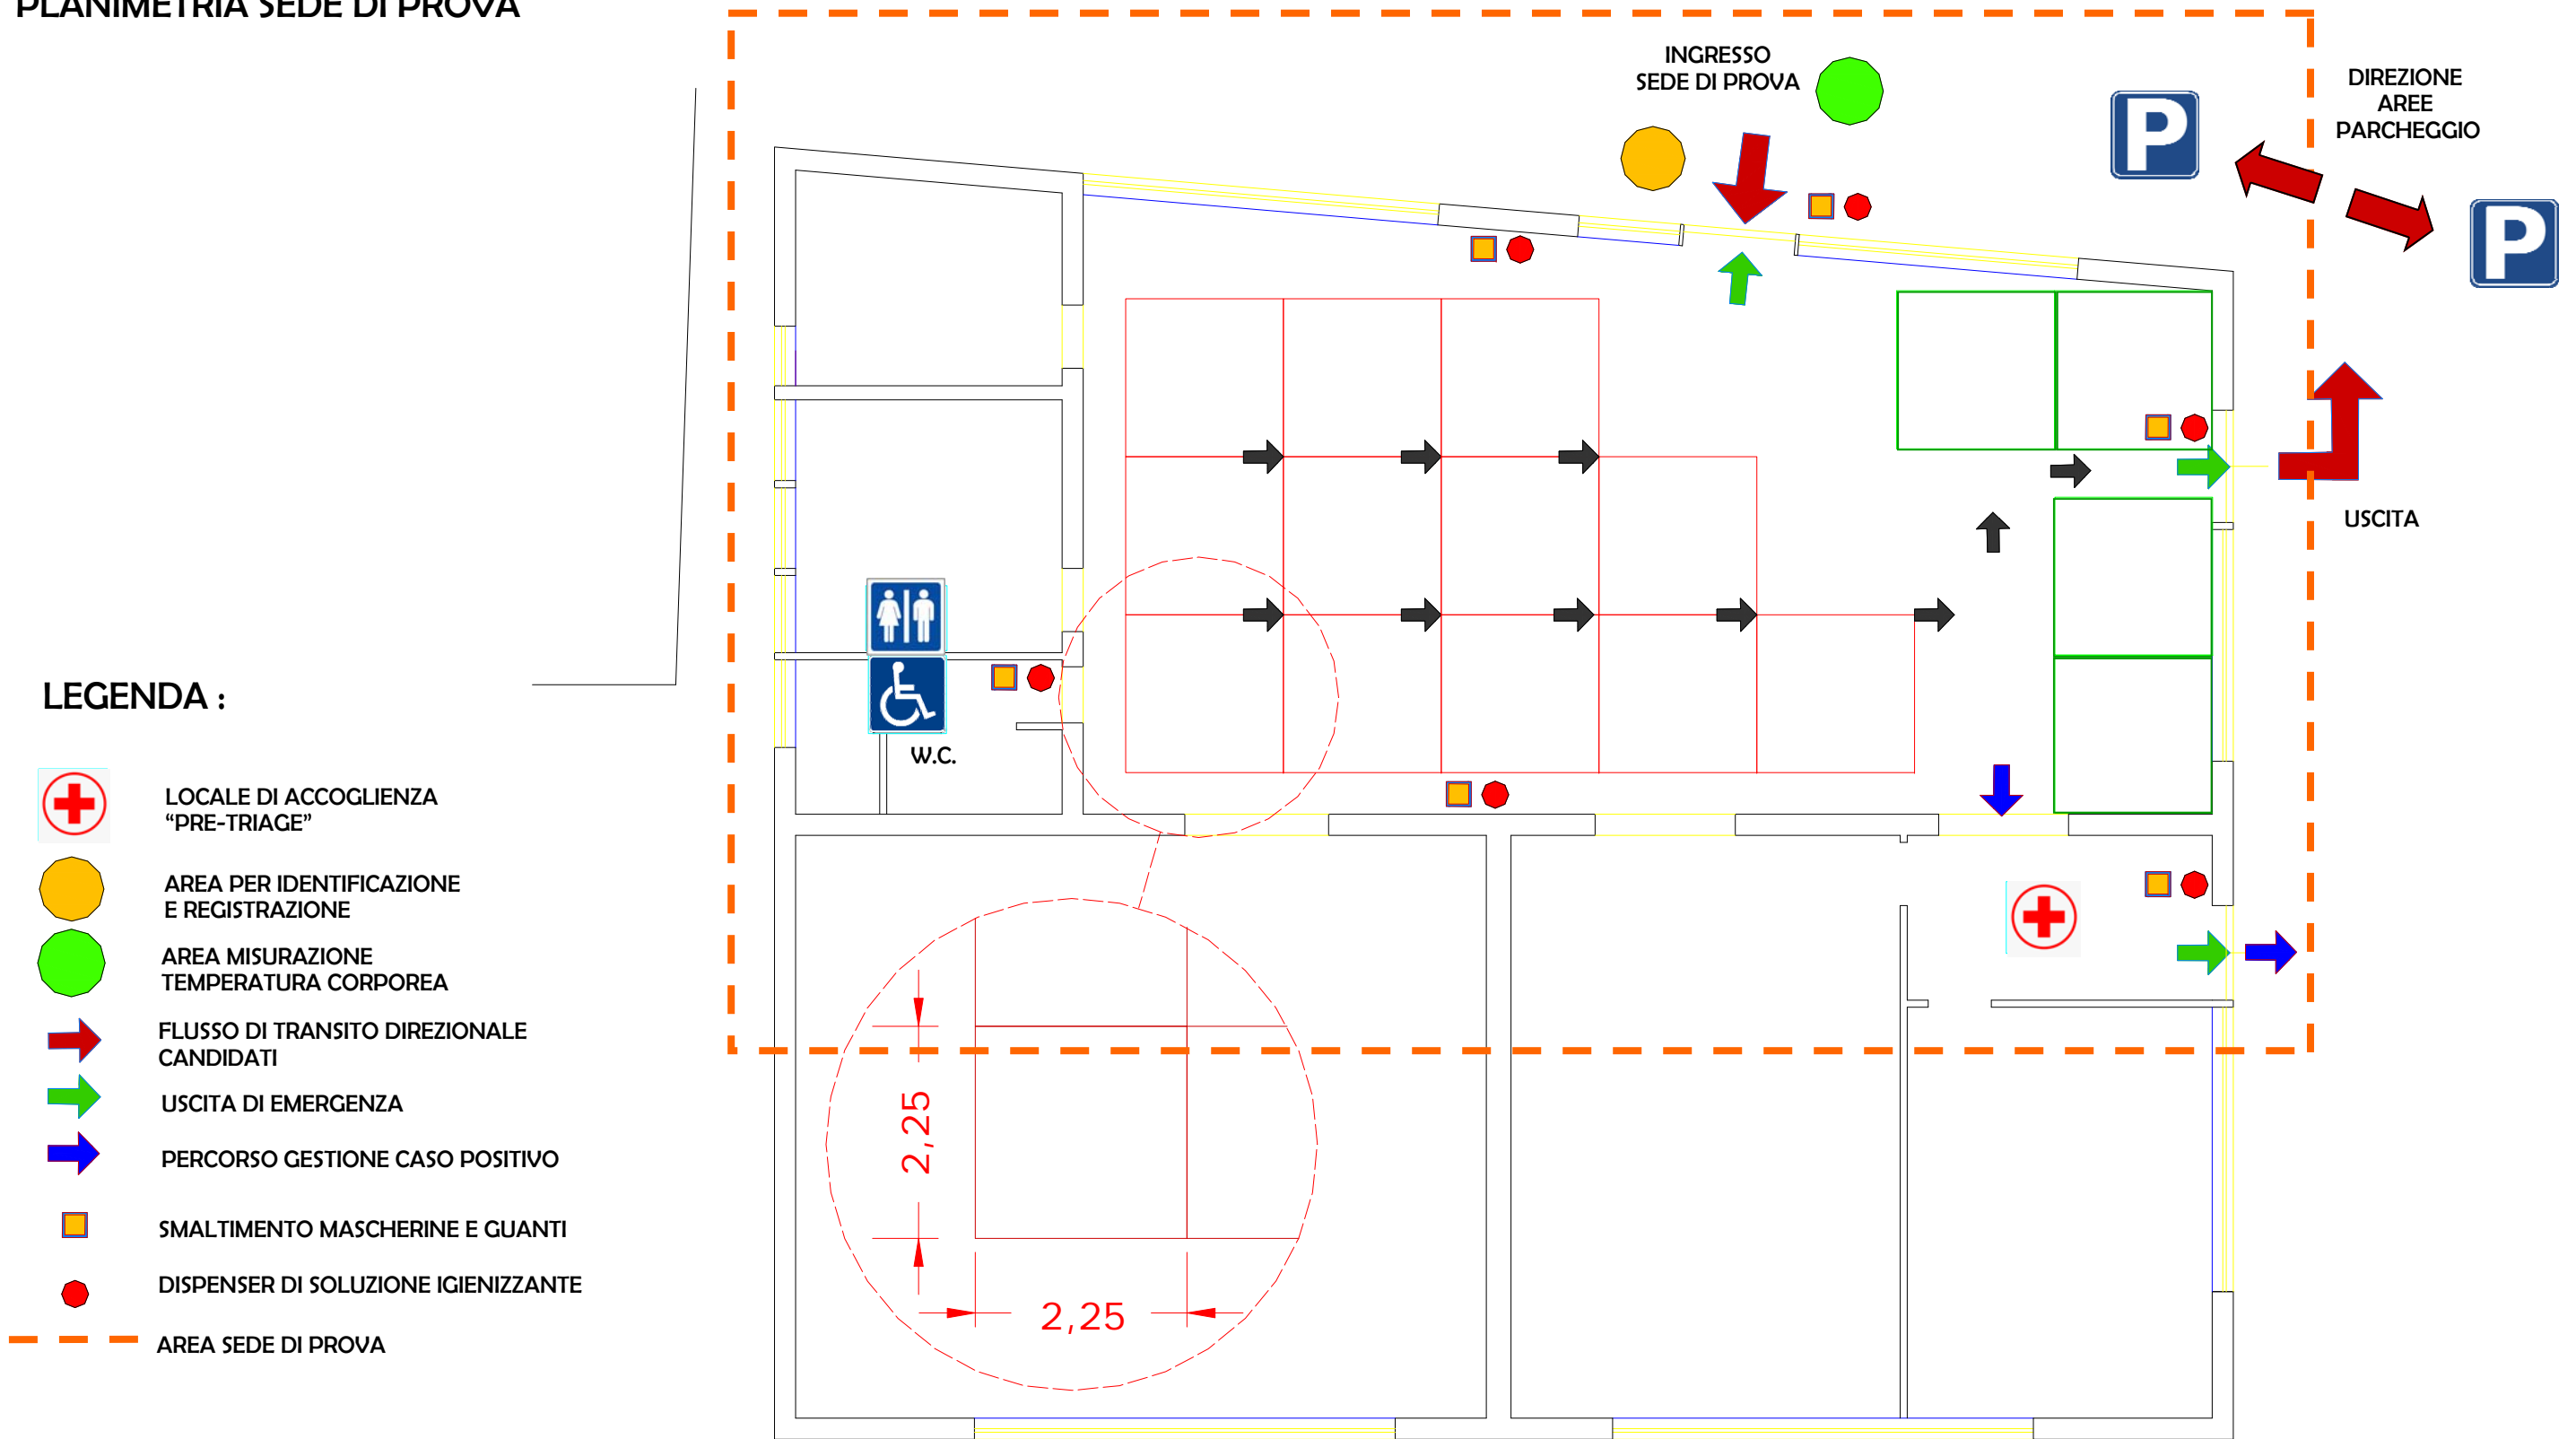 PLANIMETRIA SEDE DI PROVA
INGRESSO
SEDE DI PROVA
DIREZIONE
AREE
PARCHEGGIO
P
P
USCITA
W.C.
2,25
2,25
LEGENDA :
LOCALE DI ACCOGLIENZA
“PRE-TRIAGE”
AREA PER IDENTIFICAZIONE
E REGISTRAZIONE
AREA MISURAZIONE
TEMPERATURA CORPOREA
FLUSSO DI TRANSITO DIREZIONALE
CANDIDATI
USCITA DI EMERGENZA
PERCORSO GESTIONE CASO POSITIVO
SMALTIMENTO MASCHERINE E GUANTI
DISPENSER DI SOLUZIONE IGIENIZZANTE
AREA SEDE DI PROVA